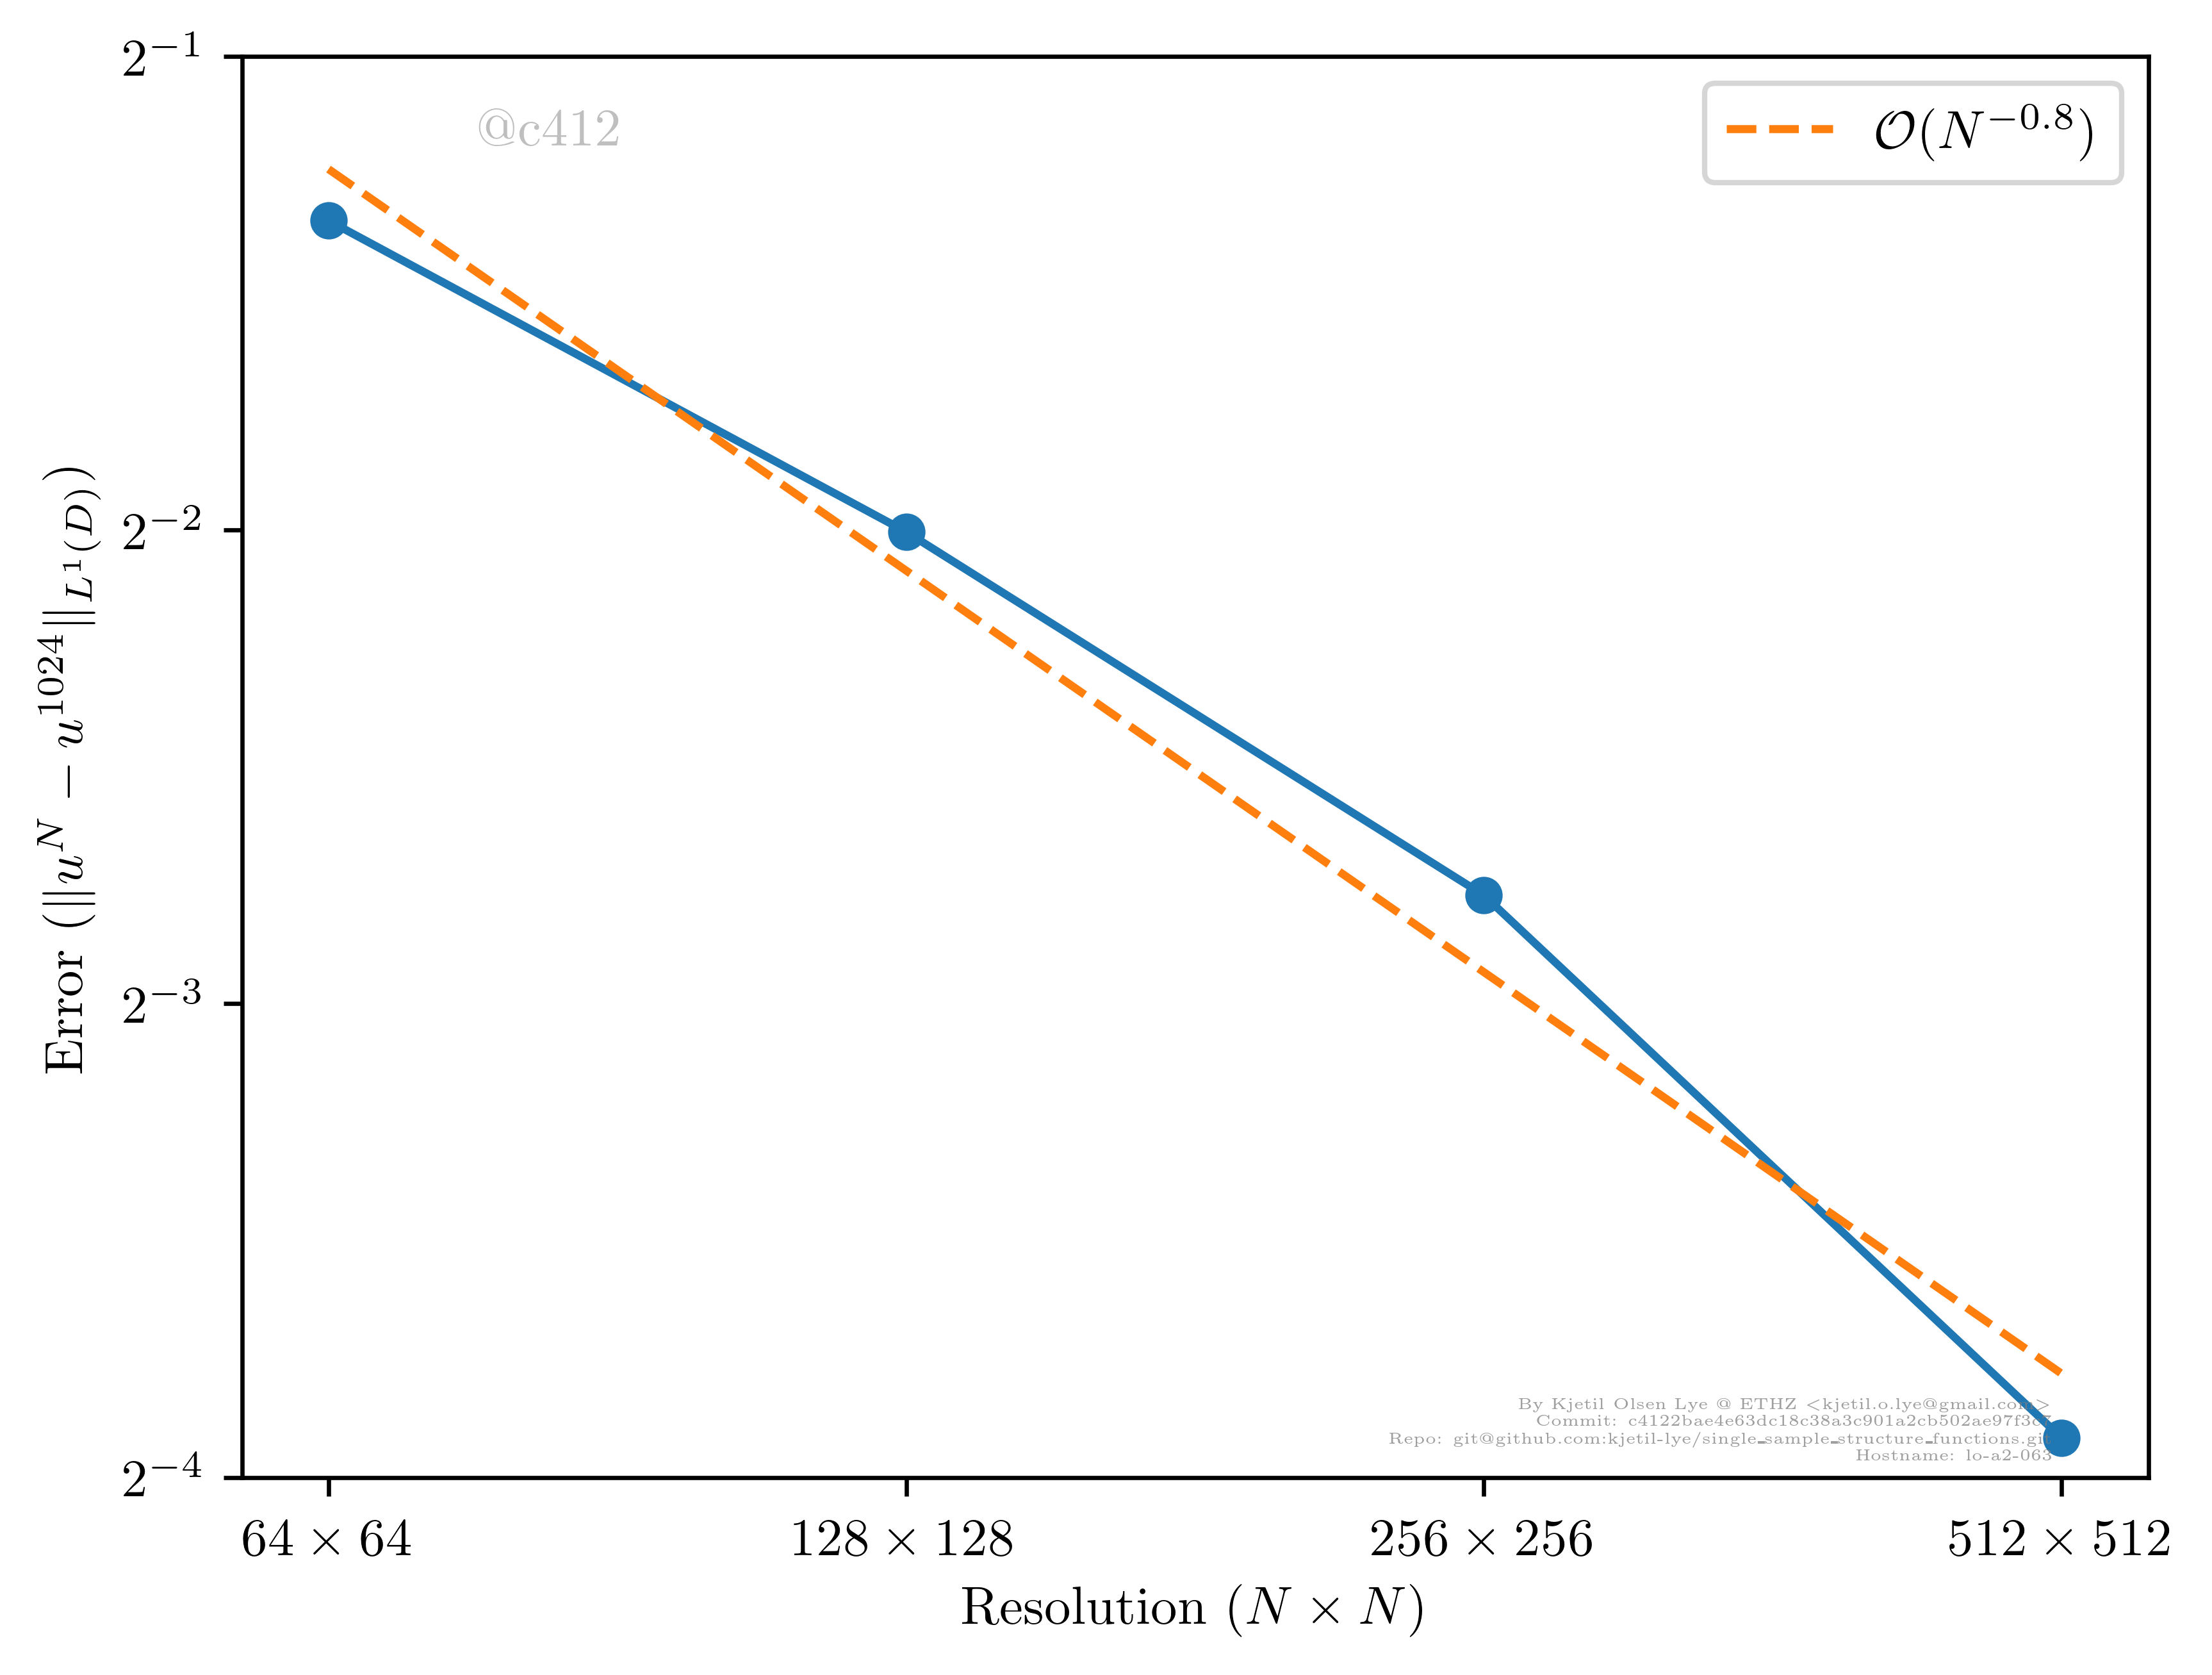 2^{-1}
@c412
\mathcal{O}(N^{-0.8})
2^{-2}
2^{-3}
2^{-4}
Error (\|u^N - u^{1024}\|_{L^1(D)})
By Kjetil Olsen Lye @ ETHZ <kjetil.o.lye@gmail.com>
Commit: c4122bae4e63dc18c38a3c901a2cb502ae97f3c7
Repo: git@github.com:kjetil-lye/single_sample_structure_functions.git
Hostname: lo-a2-063
64 × 64
128 × 128
256 × 256
512 × 512
Resolution (N × N)